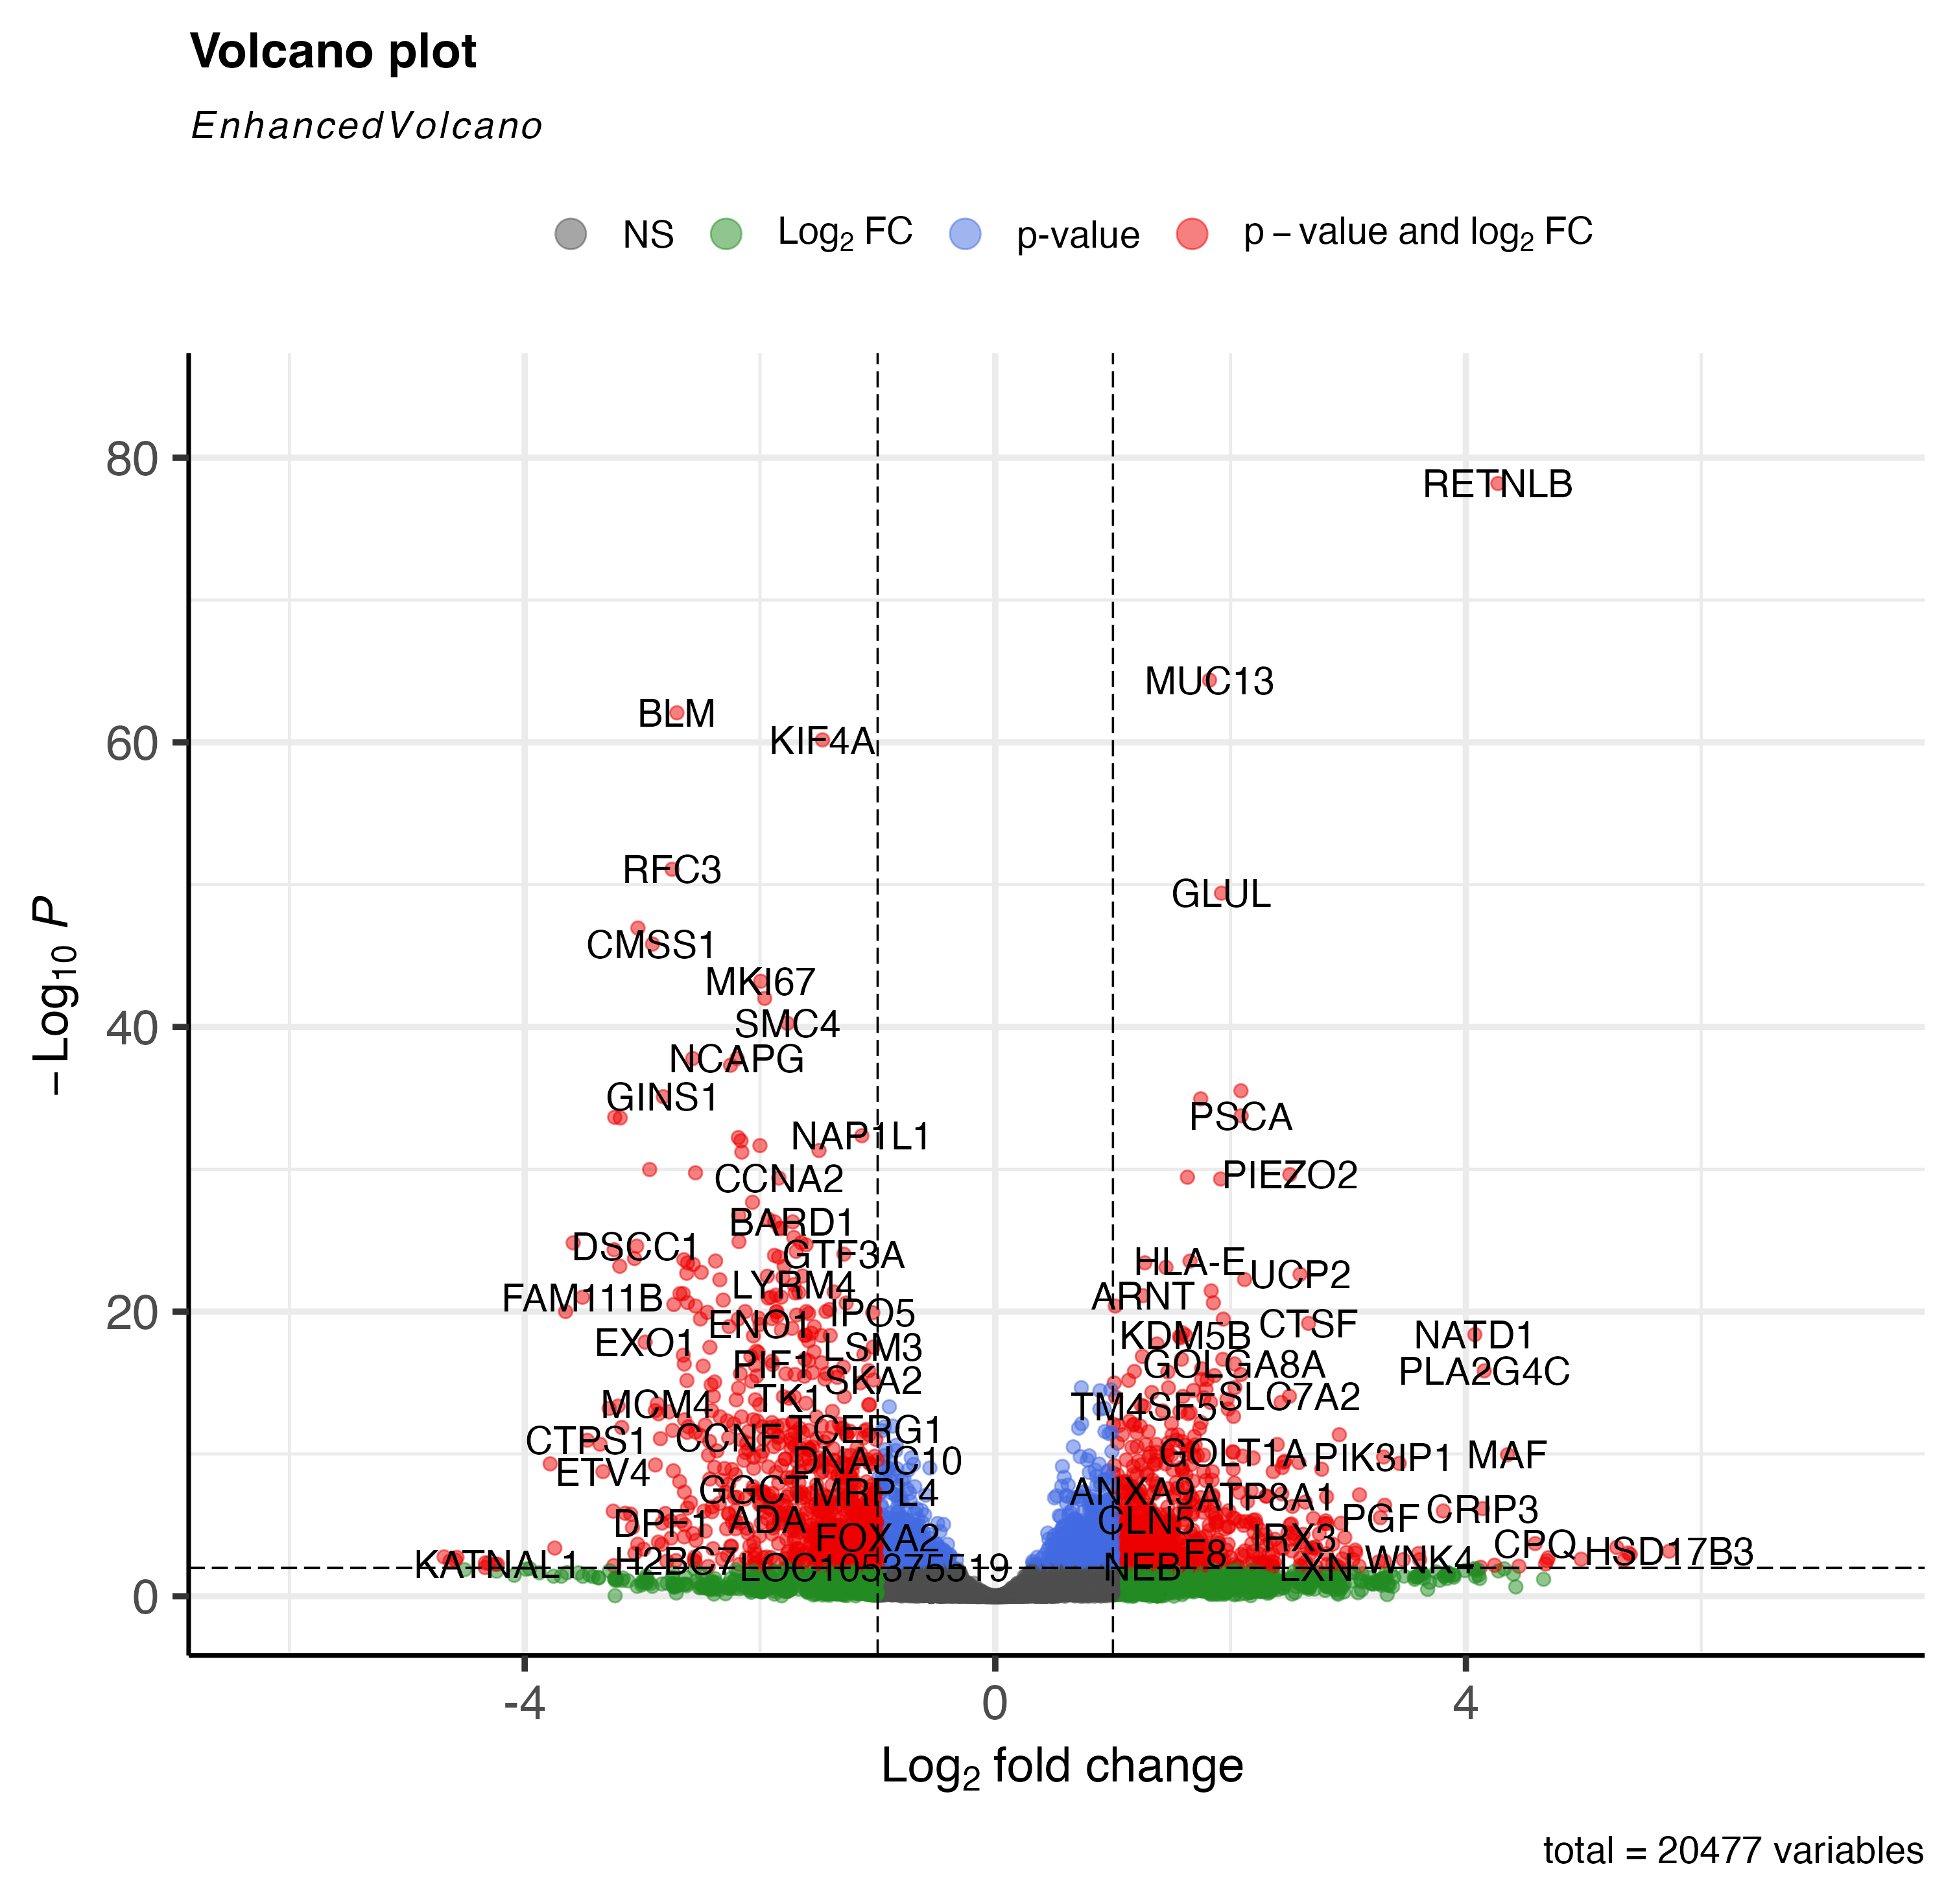 Volcano plot
EnhancedVolcano
NS Log2 FC p-value p – value and log2 FC
80
RETNLB
MUC13
BLM
KIF4A
60
RFC3
GLUL
CMSS1
MKI67
SMC4
40
NCAPG
GINS1
PSCA
NAP1L1
CCNA2
PIEZO2
BARD1
DSCC1
GTF3A
HLA-E
UCP2
LYRM4
FAM111B
ARNT
20
IPO5
ENO1
CTSF
EXO1
KDM5B
NATD1
LSM3
PIF1
GOLGA8A
PLA2G4C
SKA2
TK1
SLC7A2
MCM4
TM4SF5
TCERG1
CTPS1
CCNF
GOLT1A
PIK3IP1
MAF
DNAJC10
ETV4
GGCT
MRPL4
ANXA9
ATP8A1
CRIP3
DPF1
ADA
CLN5
PGF
FOXA2
IRX3
CPQ
HSD17B3
KATNAL1
H2BC7
LOC105375519
NEB
F8
LXN
WNK4
0
-4 0 4
Log2 fold change
–Log10 P
total = 20477 variables